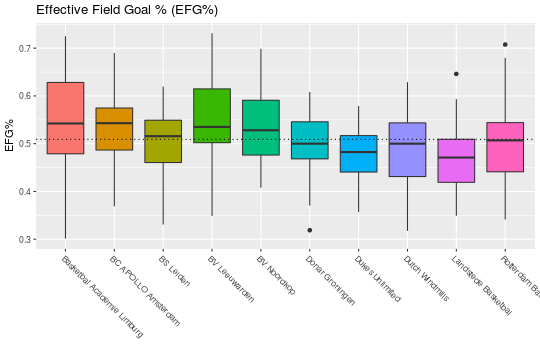 Effective Field Goal % (EFG%)
EFG%
0.7
0.6
0.5
0.4
0.3
Basketbal Academie Limburg
BC APOLLO Amsterdam
BS Leiden
BV Leeuwarden
BV Noordkop
Donar Groningen
Dukes Unlimited
Dutch Windmills
Landstede Basketbal
Rotterdam Bas